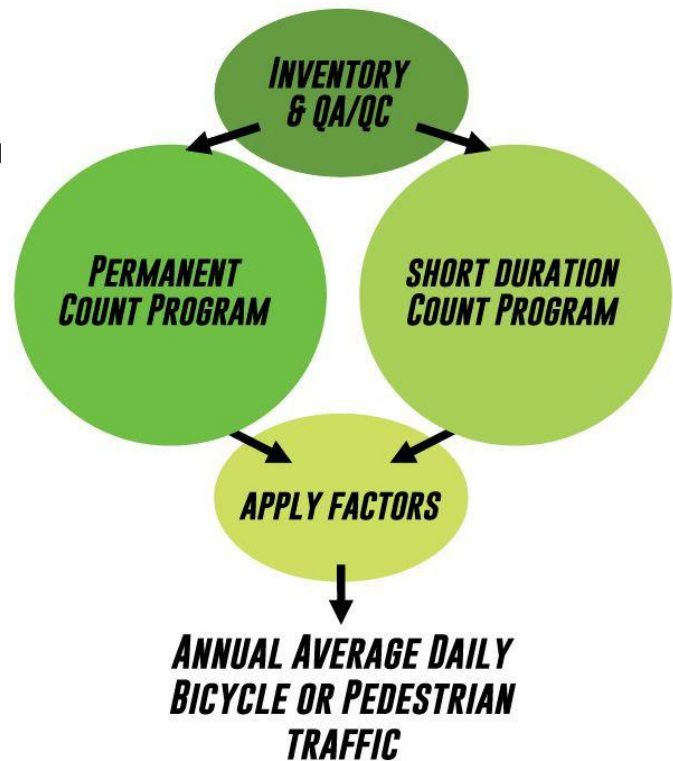 INVENTORY
& QA/QC
PERMANENT
COUNT PROGRAM
SHORT DURATION
COUNT PROGRAM
APPLY FACTORS
ANNUAL AVERAGE DAILY
BICYCLE OR PEDESTRIAN
TRAFFIC